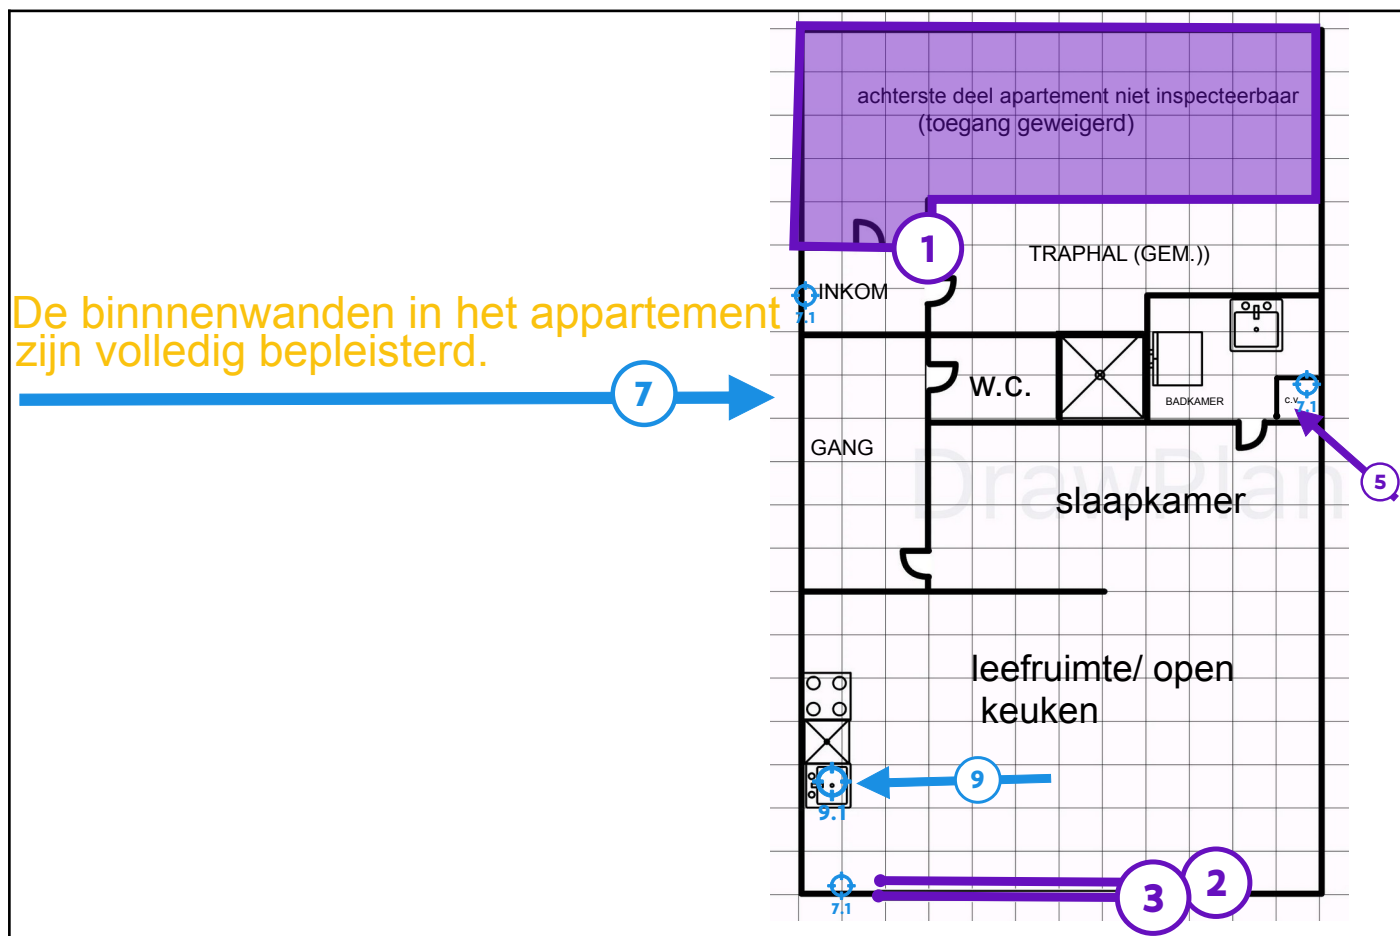 achterste deel apartement niet inspecteerbaar
(toegang geweigerd)
1
TRAPHAL (GEM.))
INKOM
7.1
De binnnenwanden in het appartement
zijn volledig bepleisterd.
7
w.c.
BADKAMER
c.v.
7.1
GANG
DrawPlan
5
slaapkamer
leefruimte/ open
keuken
9
9.1
7.1
3
2